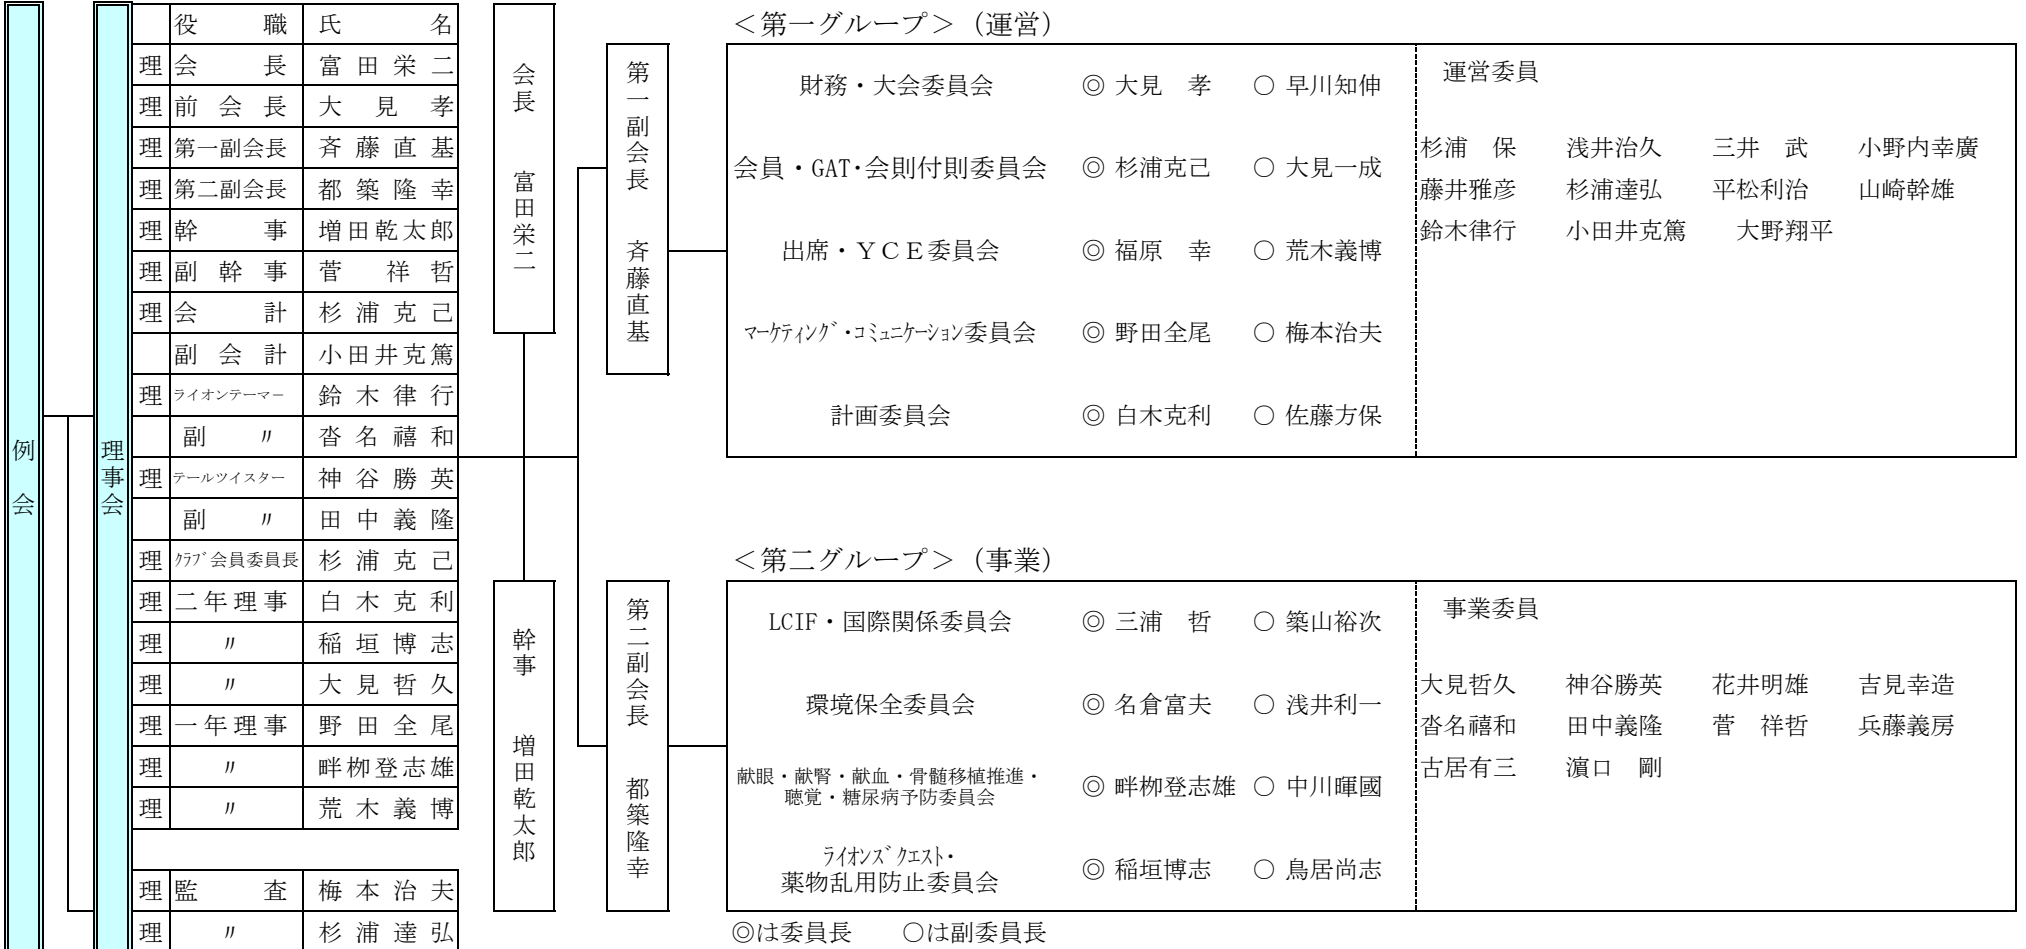 例会
理事会
役職 氏名
理 会長 富田栄二
理 前会長 大見孝
理 第一副会長 斉藤直基
理 第二副会長 都築隆幸
理 幹事 増田乾太郎
理 副幹事 菅祥哲
理 会計 杉浦克己
副会計 小田井克篤
理 ライオンテーマー 鈴木律行
副 〃 沓名禧和
理 テールツイスター 神谷勝英
副 〃 田中義隆
理 ｸﾗﾌﾞ会員委員長 杉浦克己
理 二年理事 白木克利
理 〃 稲垣博志
理 〃 大見哲久
理 一年理事 野田全尾
理 〃 畔栁登志雄
理 〃 荒木義博
理 監査 梅本治夫
理 〃 杉浦達弘
会長 富田栄二
幹事 増田乾太郎
第一副会長 斉藤直基
第二副会長 都築隆幸
＜第一グループ＞（運営）
財務・大会委員会 ◎ 大見 孝 ○ 早川知伸
会員・GAT･会則付則委員会 ◎ 杉浦克己 ○ 大見一成
出席・ＹＣＥ委員会 ◎ 福原 幸 ○ 荒木義博
ﾏｰｹﾃｨﾝｸﾞ・ｺﾐｭﾆｹｰｼｮﾝ委員会 ◎ 野田全尾 ○ 梅本治夫
計画委員会 ◎ 白木克利 ○ 佐藤方保
運営委員
杉浦 保 浅井治久 三井 武 小野内幸廣
藤井雅彦 杉浦達弘 平松利治 山崎幹雄
鈴木律行 小田井克篤 大野翔平
＜第二グループ＞（事業）
LCIF・国際関係委員会 ◎ 三浦 哲 ○ 築山裕次
環境保全委員会 ◎ 名倉富夫 ○ 浅井利一
献眼・献腎・献血・骨髄移植推進・
聴覚・糖尿病予防委員会 ◎ 畔栁登志雄 ○ 中川暉國
ﾗｲｵﾝｽﾞｸｴｽﾄ・
薬物乱用防止委員会 ◎ 稲垣博志 ○ 鳥居尚志
事業委員
大見哲久 神谷勝英 花井明雄 吉見幸造
沓名禧和 田中義隆 菅 祥哲 兵藤義房
古居有三 濵口 剛
◎は委員長 ○は副委員長